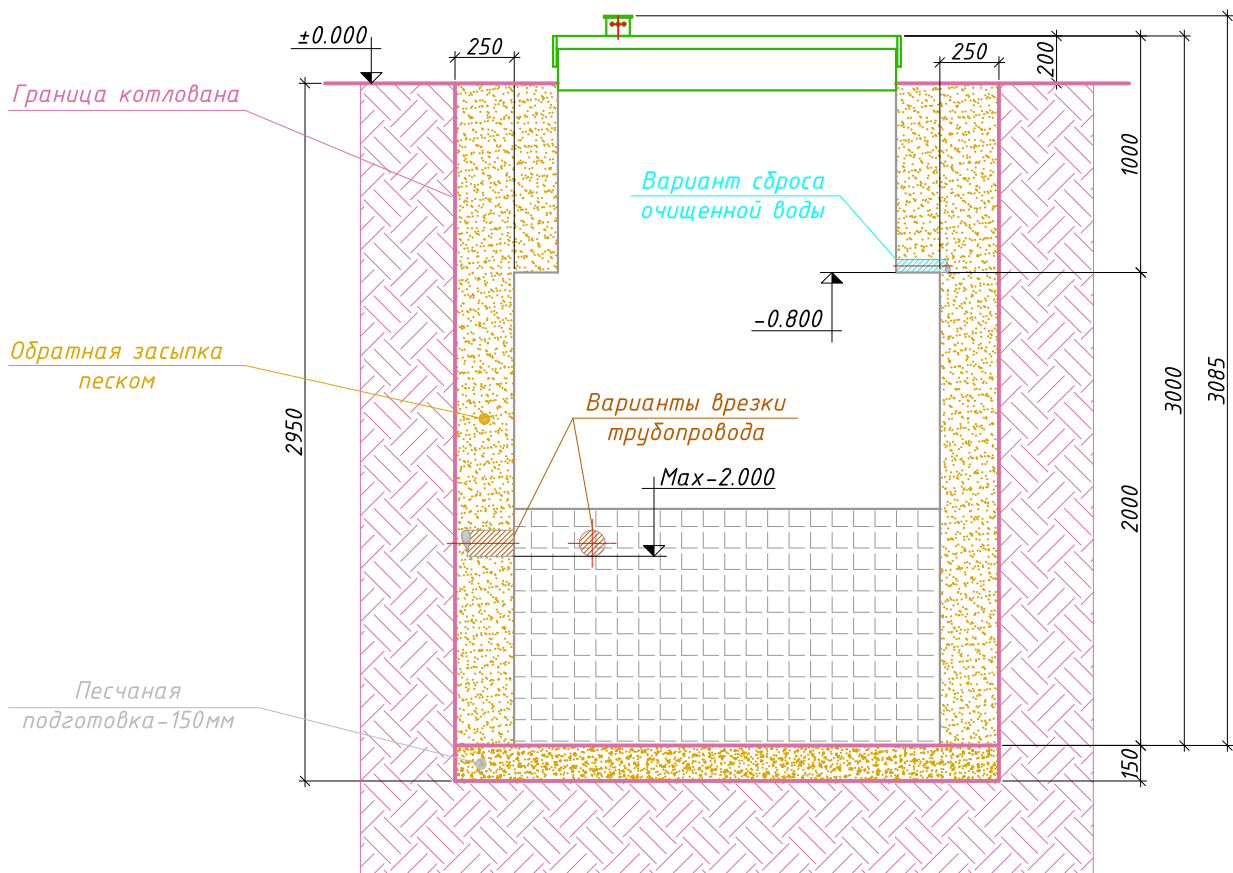 ±0.000
250
250
200
Граница котлована
1000
Вариант сброса
очищенной воды
-0.800
Обратная засыпка
песком
3000
3085
Варианты врезки
трубопровода
2950
Max-2.000
2000
Песчаная
подготовка-150мм
150